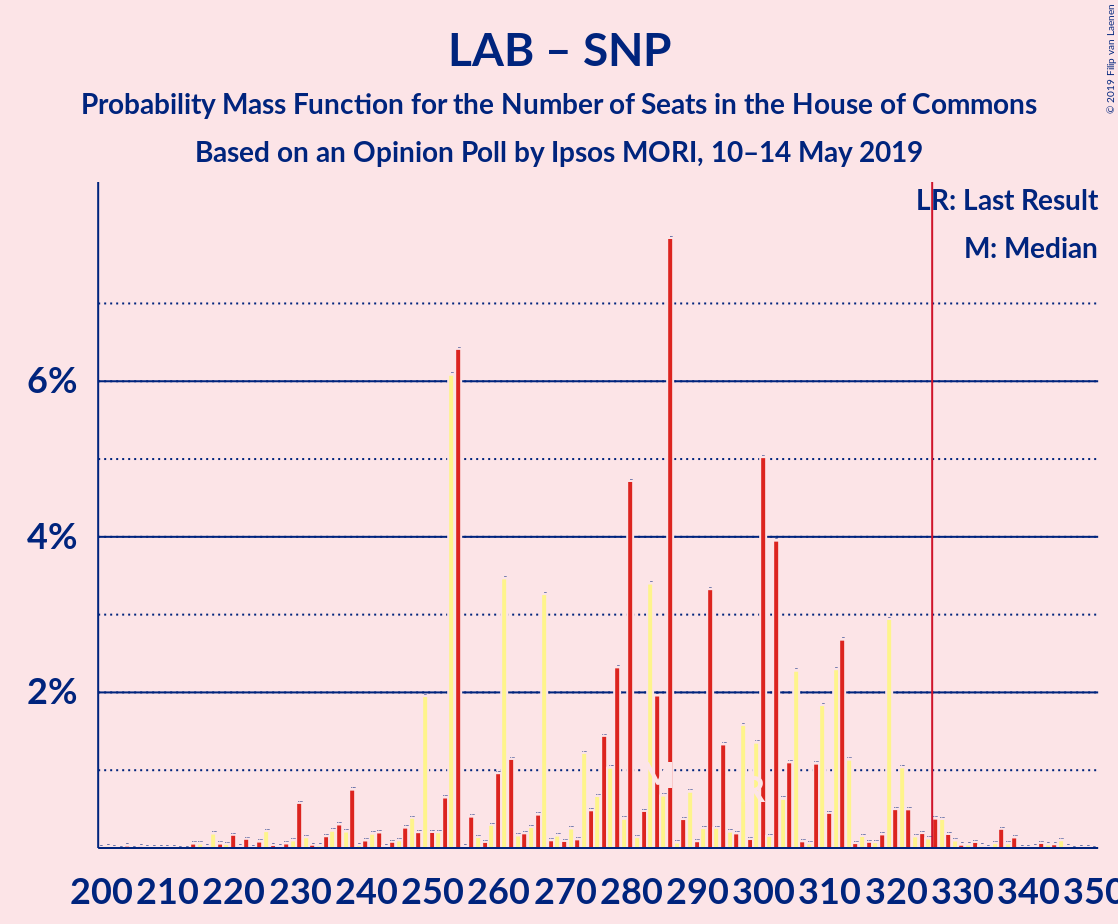 LAB – SNP
Probability Mass Function for the Number of Seats in the House of Commons
Based on an Opinion Poll by Ipsos MORI, 10–14 May 2019
© 2019 Filip van Laenen
LR: Last Result
M: Median
6%
4%
2%
200 210 220 230 240 250 260 270 280 290 300 310 320 330 340 350